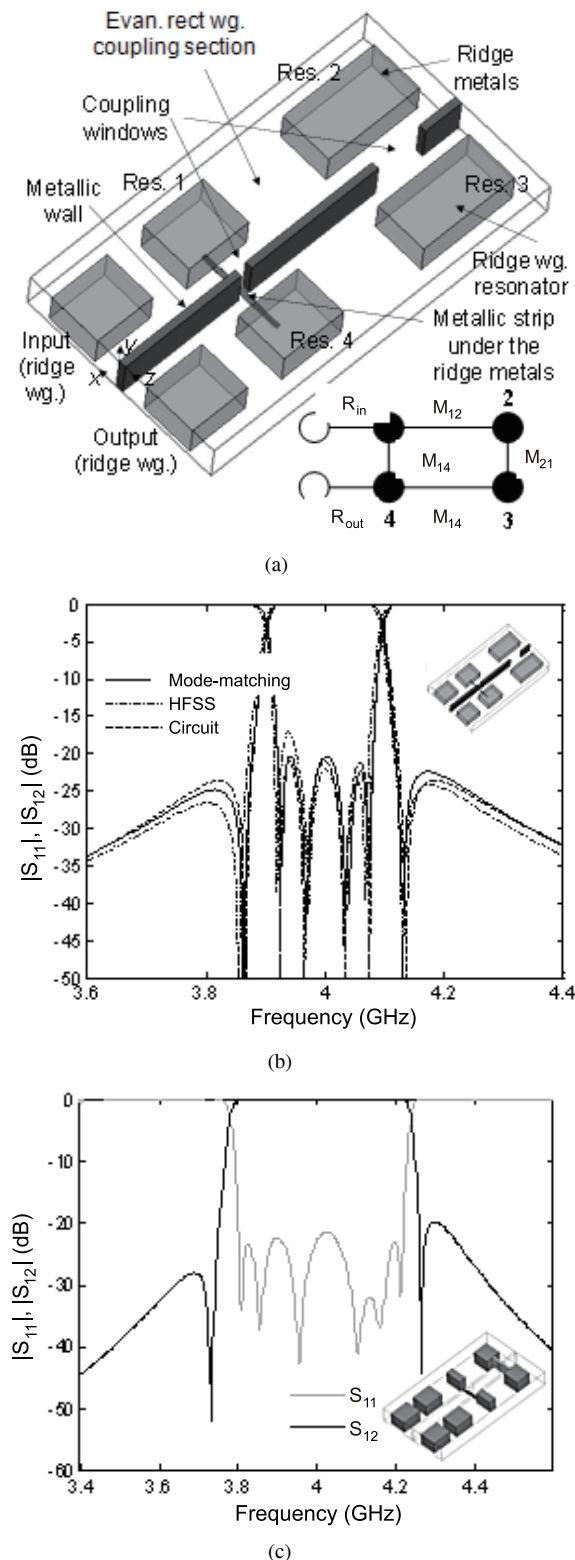 Evan. rect wg.
coupling section
Res. 2
Ridge
metals
Coupling
windows
Res. 1
Metallic
wall
Res. 3
Ridge wg.
resonator
Input
(ridge
wg.)
y
x
z
Res. 4
Metallic strip
under the
ridge metals
Output
(ridge wg.)
R_in M_12 2
M_14 M_21
R_out 4 M_14 3
(a)
|S_11|, |S_12| (dB)
0
-5
-10
-15
-20
-25
-30
-35
-40
-45
-50
Mode-matching
HFSS
Circuit
3.6 3.8 4 4.2 4.4
Frequency (GHz)
(b)
|S_11|, |S_12| (dB)
0
-10
-20
-30
-40
-50
-60
S_11
S_12
3.4 3.6 3.8 4 4.2 4.4
Frequency (GHz)
(c)